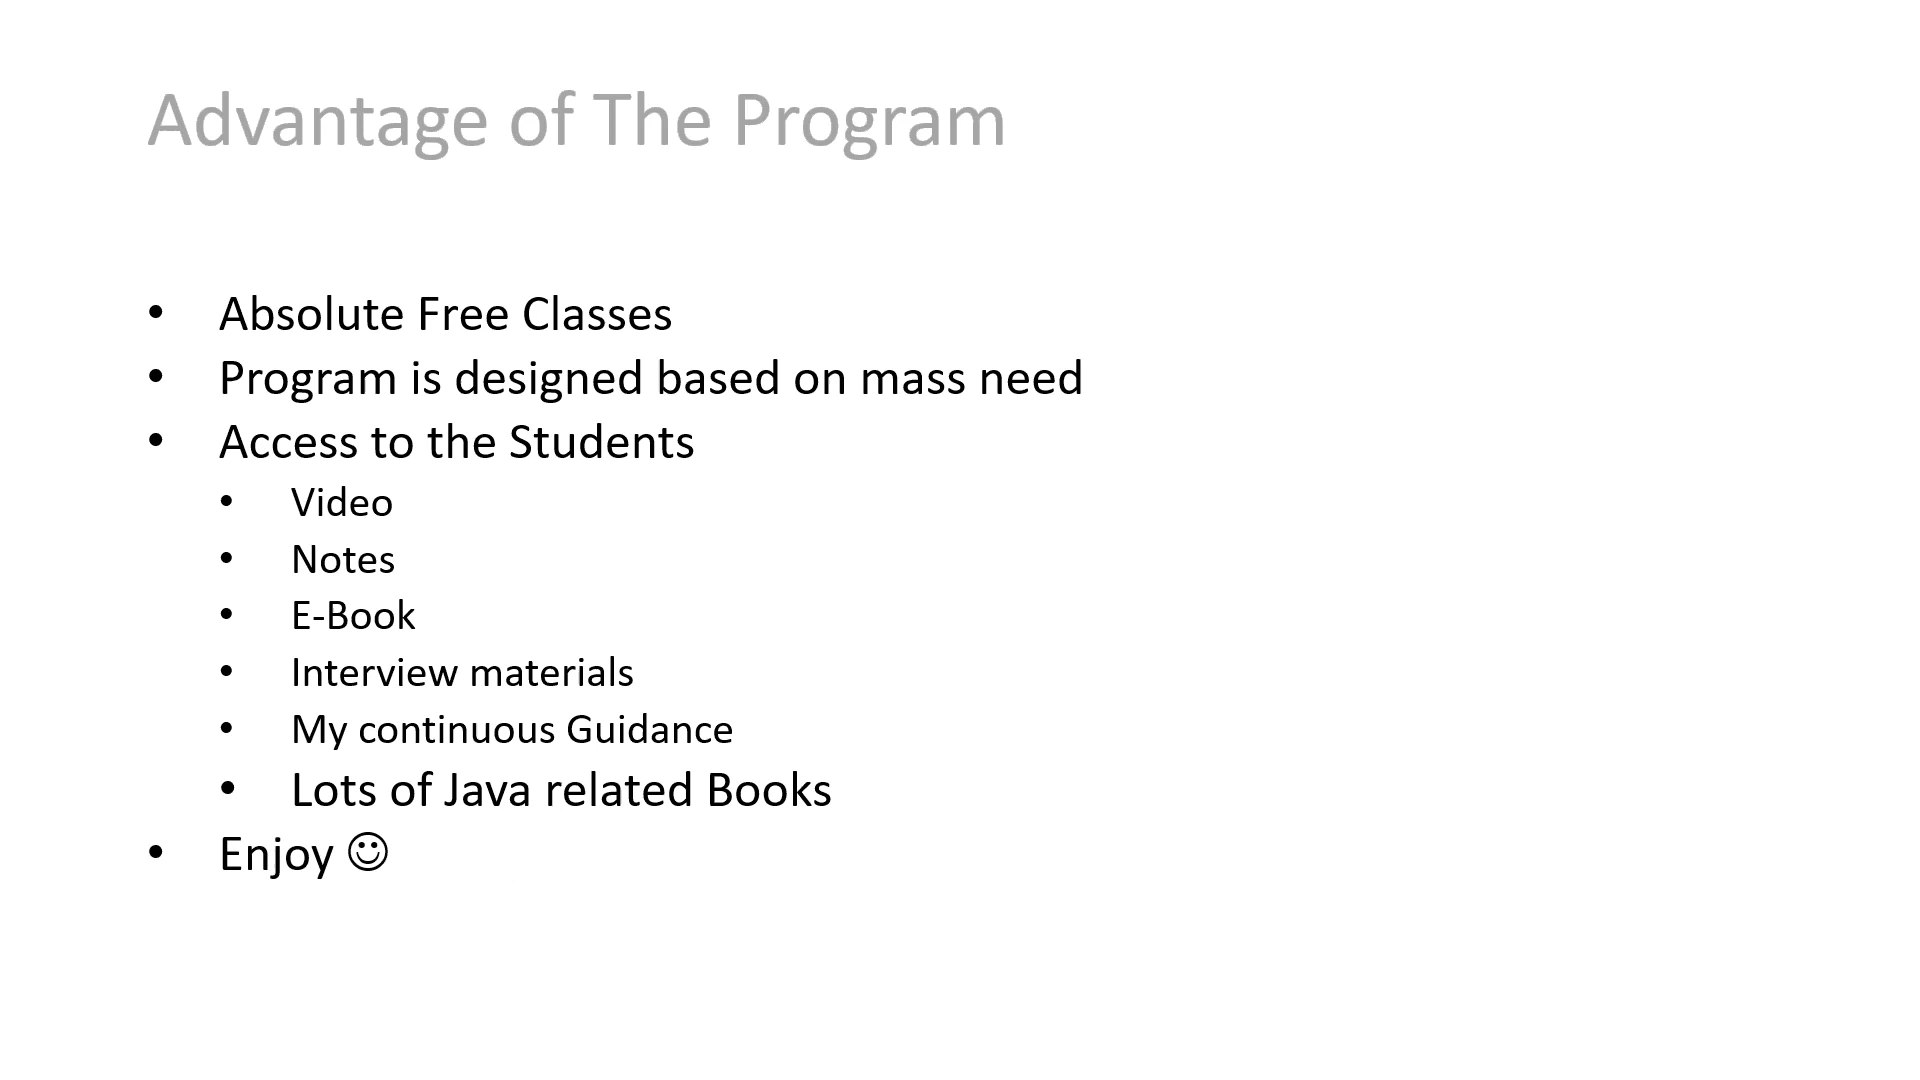 Advantage of The Program
• Absolute Free Classes
• Program is designed based on mass need
• Access to the Students
• Video
• Notes
• E-Book
• Interview materials
• My continuous Guidance
• Lots of Java related Books
• Enjoy ☺